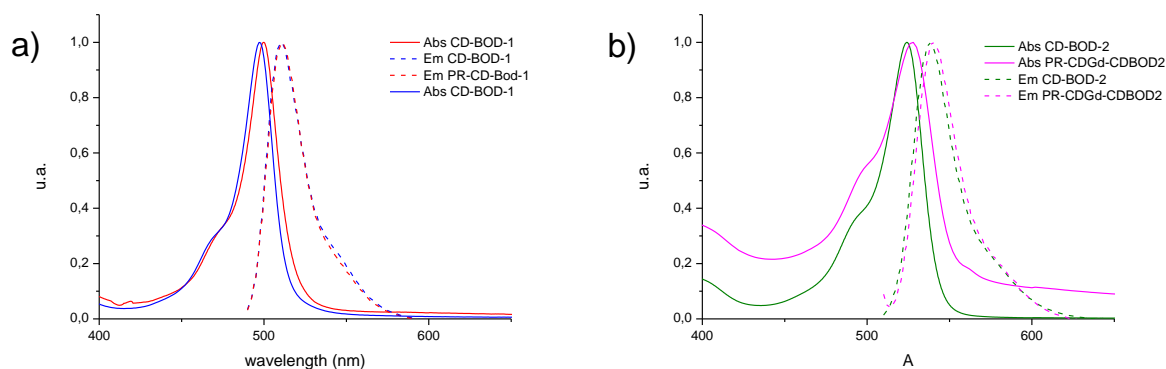 a)
Abs CD-BOD-1
Em CD-BOD-1
Em PR-CD-Bod-1
Abs CD-BOD-1
1,0
0,8
0,6
0,4
0,2
0,0
u.a.
400
500
600
wavelength (nm)
b)
Abs CD-BOD-2
Abs PR-CDGd-CDBOD2
Em CD-BOD-2
Em PR-CDGd-CDBOD2
1,0
0,8
0,6
0,4
0,2
0,0
u.a.
400
500
600
A